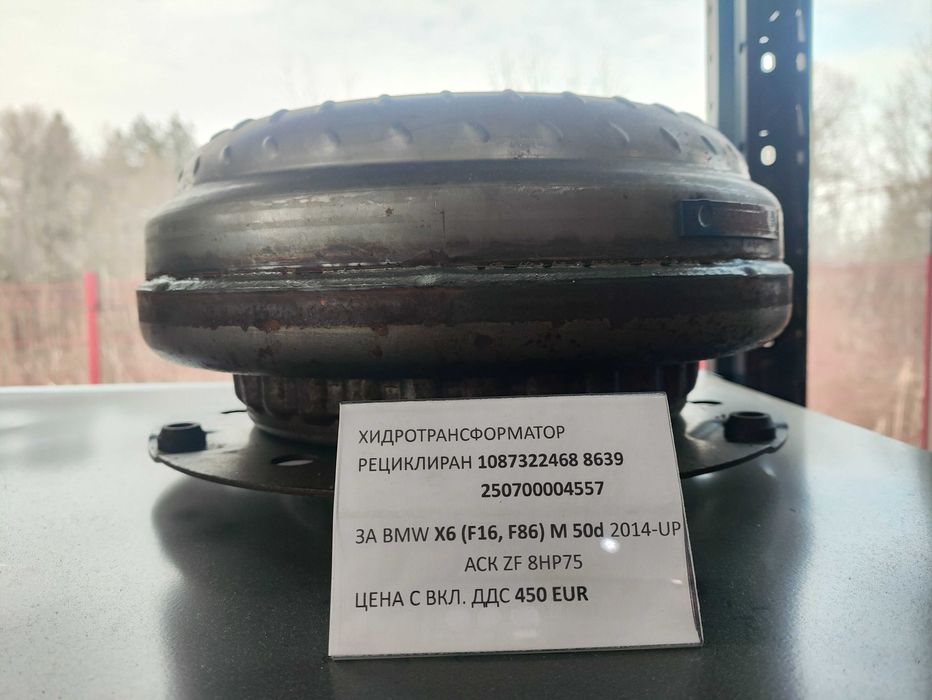 ХИДРОТРАНСФОРМАТОР
РЕЦИКЛИРАН 1087322468 8639
250700004557
ЗА BMW X6 (F16, F86) M 50d 2014-UP
АСК ZF 8HP75
ЦЕНА С ВКЛ. ДДС 450 EUR